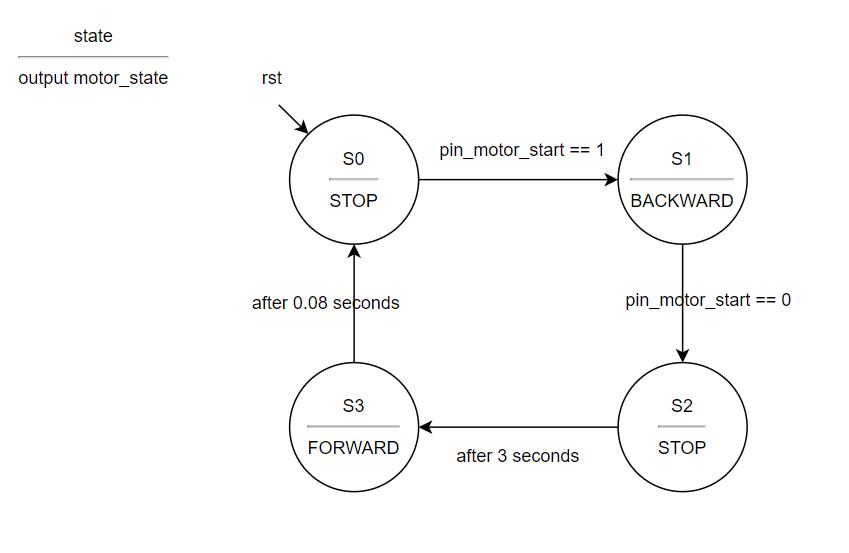 state
output motor_state
rst
S0
STOP
pin_motor_start == 1
S1
BACKWARD
after 0.08 seconds
pin_motor_start == 0
S3
FORWARD
after 3 seconds
S2
STOP